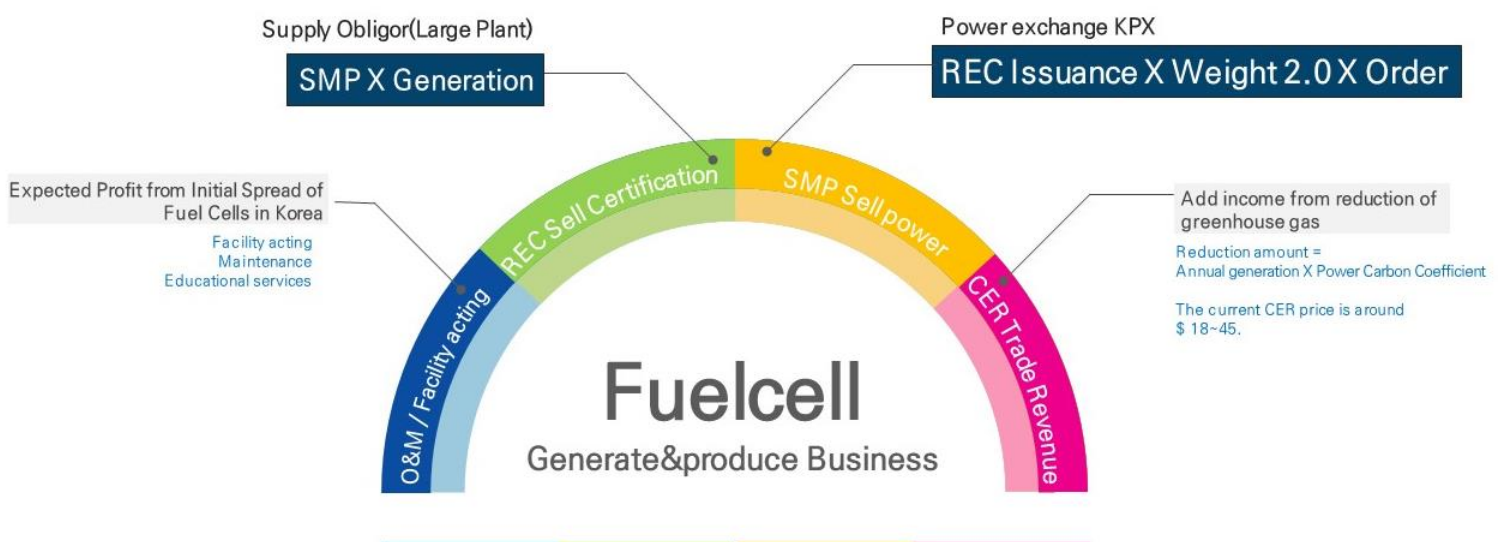 Supply Obligor(Large Plant)
SMP X Generation
Power exchange KPX
REC Issuance X Weight 2.0 X Order
Expected Profit from Initial Spread of
Fuel Cells in Korea
Facility acting
Maintenance
Educational services
O&M / Facility acting
REC Sell Certification
SMP Sell power
CER Trade Revenue
Add income from reduction of
greenhouse gas
Reduction amount =
Annual generation X Power Carbon Coefficient
The current CER price is around
$ 18~45.
Fuelcell
Generate&produce Business